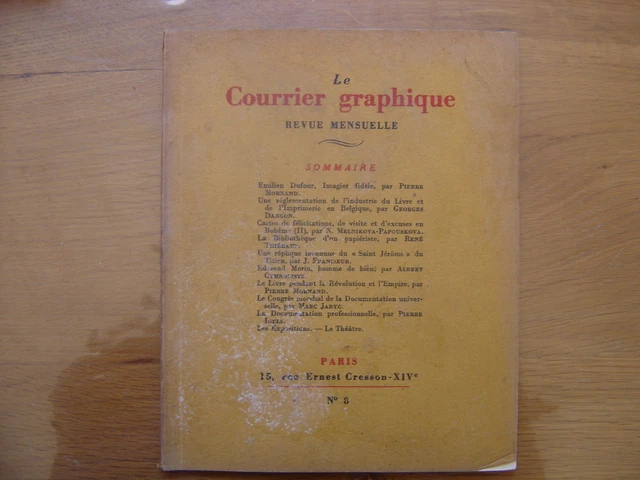 Le
Courrier graphique
REVUE MENSUELLE
SOMMAIRE
Emilien Dufour, Imagier fidèle, par PIERRE
MORNAND.
Une réglementation de l'industrie du Livre et
de l'Imprimerie en Belgique, par GEORGES
DANGON.
Cartes de félicitations, de visite et d'excuses en
Bohême (II), par N. MELNIKOVA-PAPOUSKOVA.
La Bibliothèque d'un papiériste, par RENÉ
THIÉBAUT.
Une réplique inconnue du « Saint Jérôme » du
Titien, par J. FRANCŒUR.
Edmond Morin, homme de bien, par ALBERT
Le Livre pendant la Révolution et l'Empire, par
PIERRE MORNAND.
Le Congrès mondial de la Documentation univer-
selle, par MARC JARYC.
La Documentation professionnelle, par PIERRE
Les Expositions. — Le Théâtre.
PARIS
15, rue Ernest Cresson-XIVe
N° 8